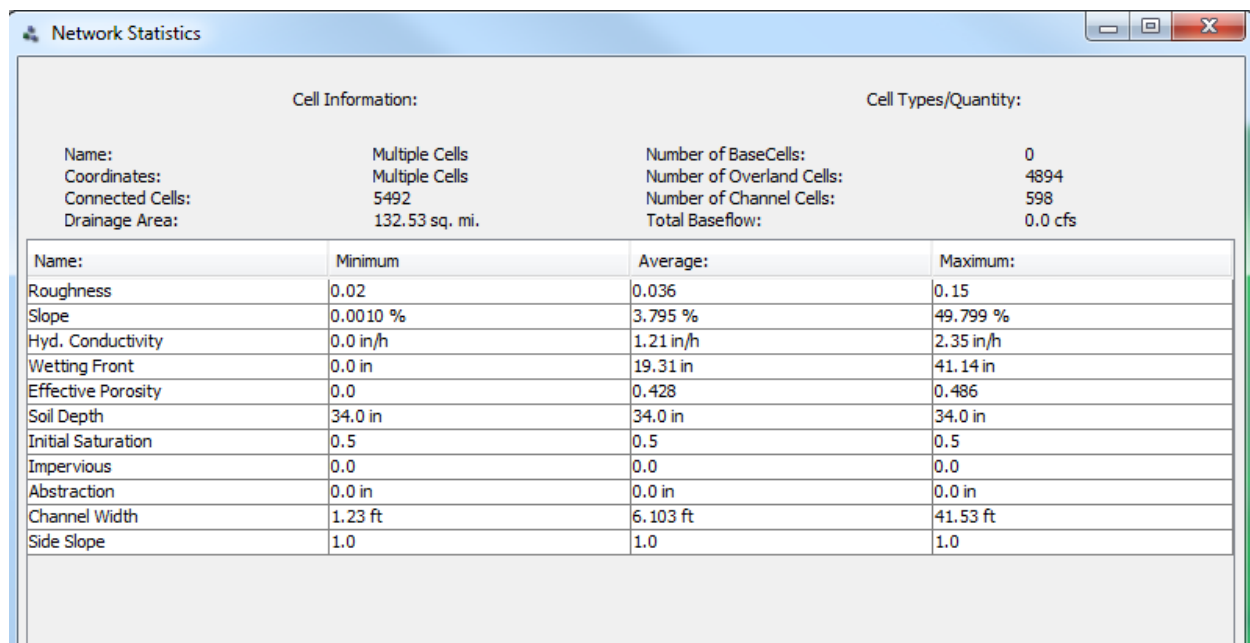 Network Statistics
Cell Information: Cell Types/Quantity:
Name: Multiple Cells Number of BaseCells: 0
Coordinates: Multiple Cells Number of Overland Cells: 4894
Connected Cells: 5492 Number of Channel Cells: 598
Drainage Area: 132.53 sq. mi. Total Baseflow: 0.0 cfs
Name: Minimum Average: Maximum:
Roughness 0.02 0.036 0.15
Slope 0.0010 % 3.795 % 49.799 %
Hyd. Conductivity 0.0 in/h 1.21 in/h 2.35 in/h
Wetting Front 0.0 in 19.31 in 41.14 in
Effective Porosity 0.0 0.428 0.486
Soil Depth 34.0 in 34.0 in 34.0 in
Initial Saturation 0.5 0.5 0.5
Impervious 0.0 0.0 0.0
Abstraction 0.0 in 0.0 in 0.0 in
Channel Width 1.23 ft 6.103 ft 41.53 ft
Side Slope 1.0 1.0 1.0